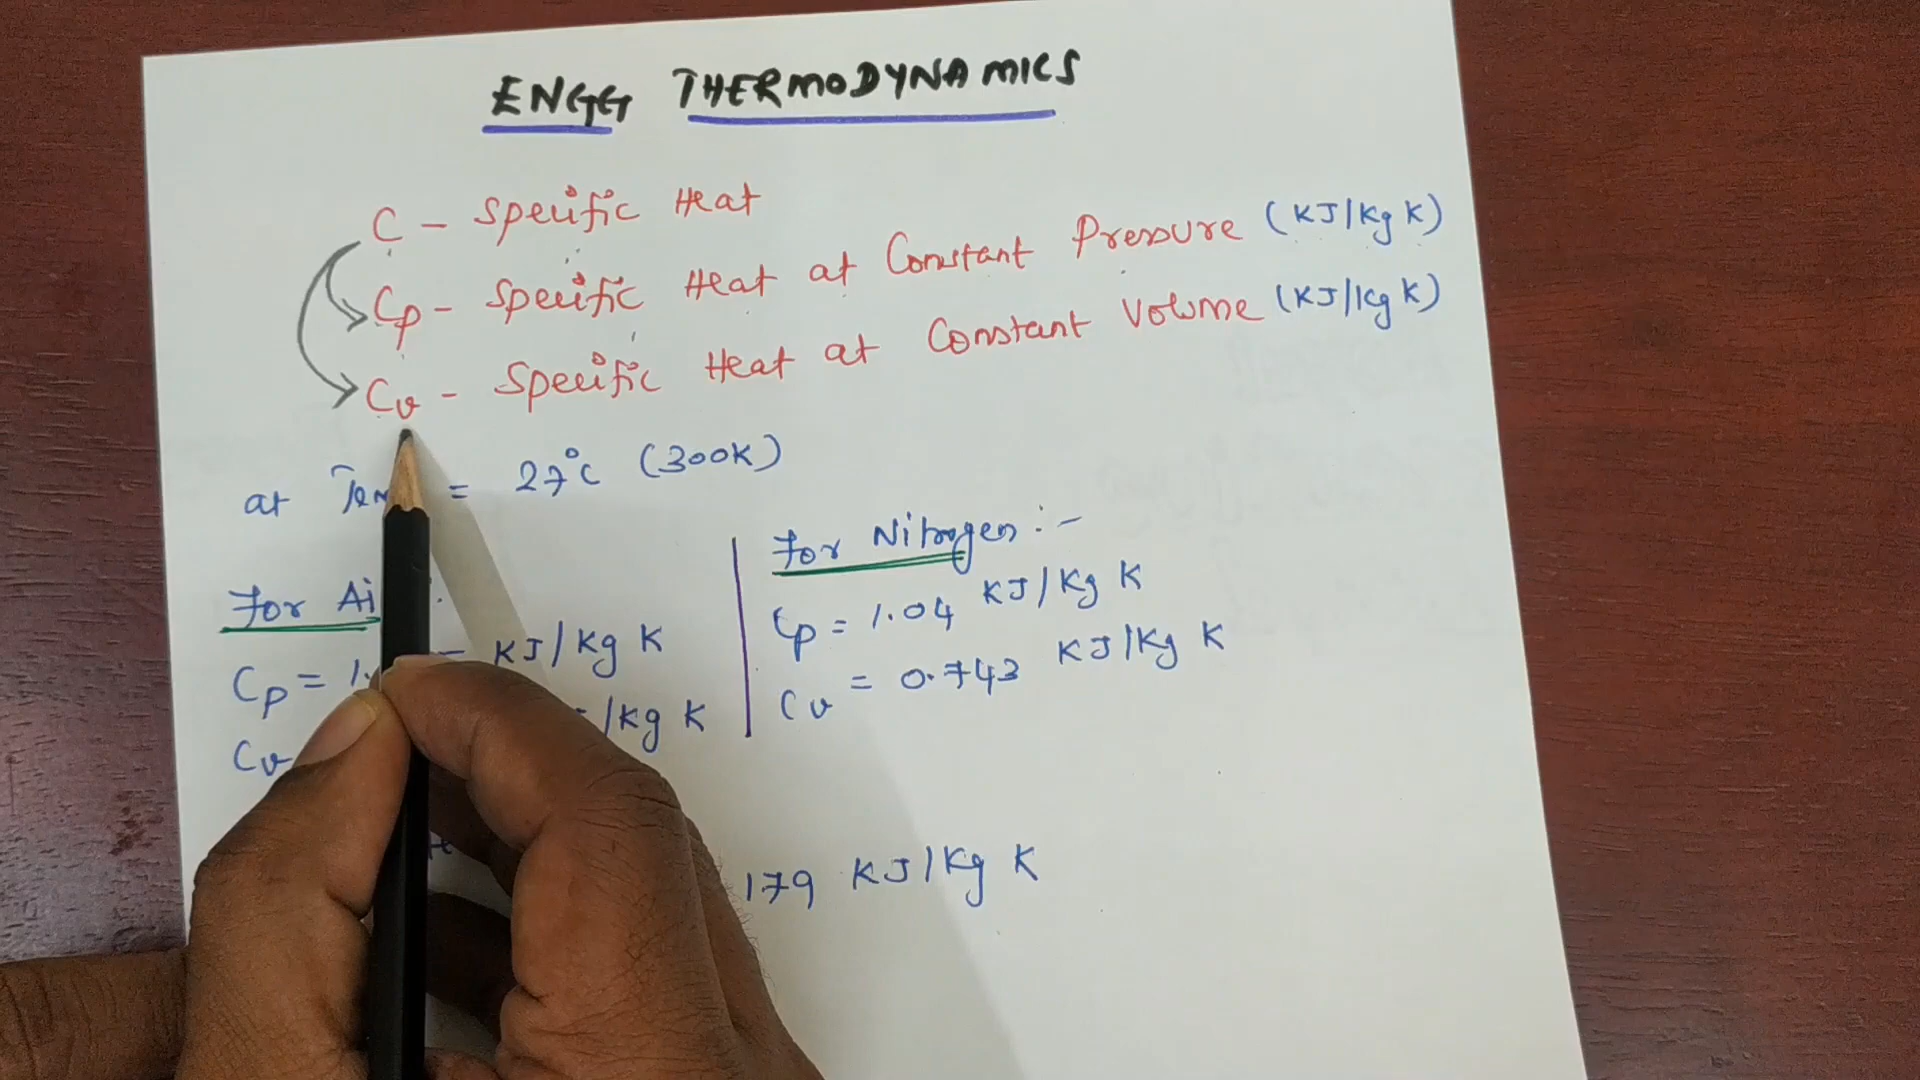 ENGG THERMODYNAMICS
C - Specific Heat
Cp - Specific Heat at Constant Pressure (KJ/Kg K)
Cv - Specific Heat at Constant Volume (KJ/Kg K)
at = 27°C (300K)
For Nitrogen :-
Cp = 1.04 KJ/Kg K
Cv = 0.743 KJ/Kg K
For
Cp = KJ/Kg K
Cv /Kg K
179 KJ/Kg K